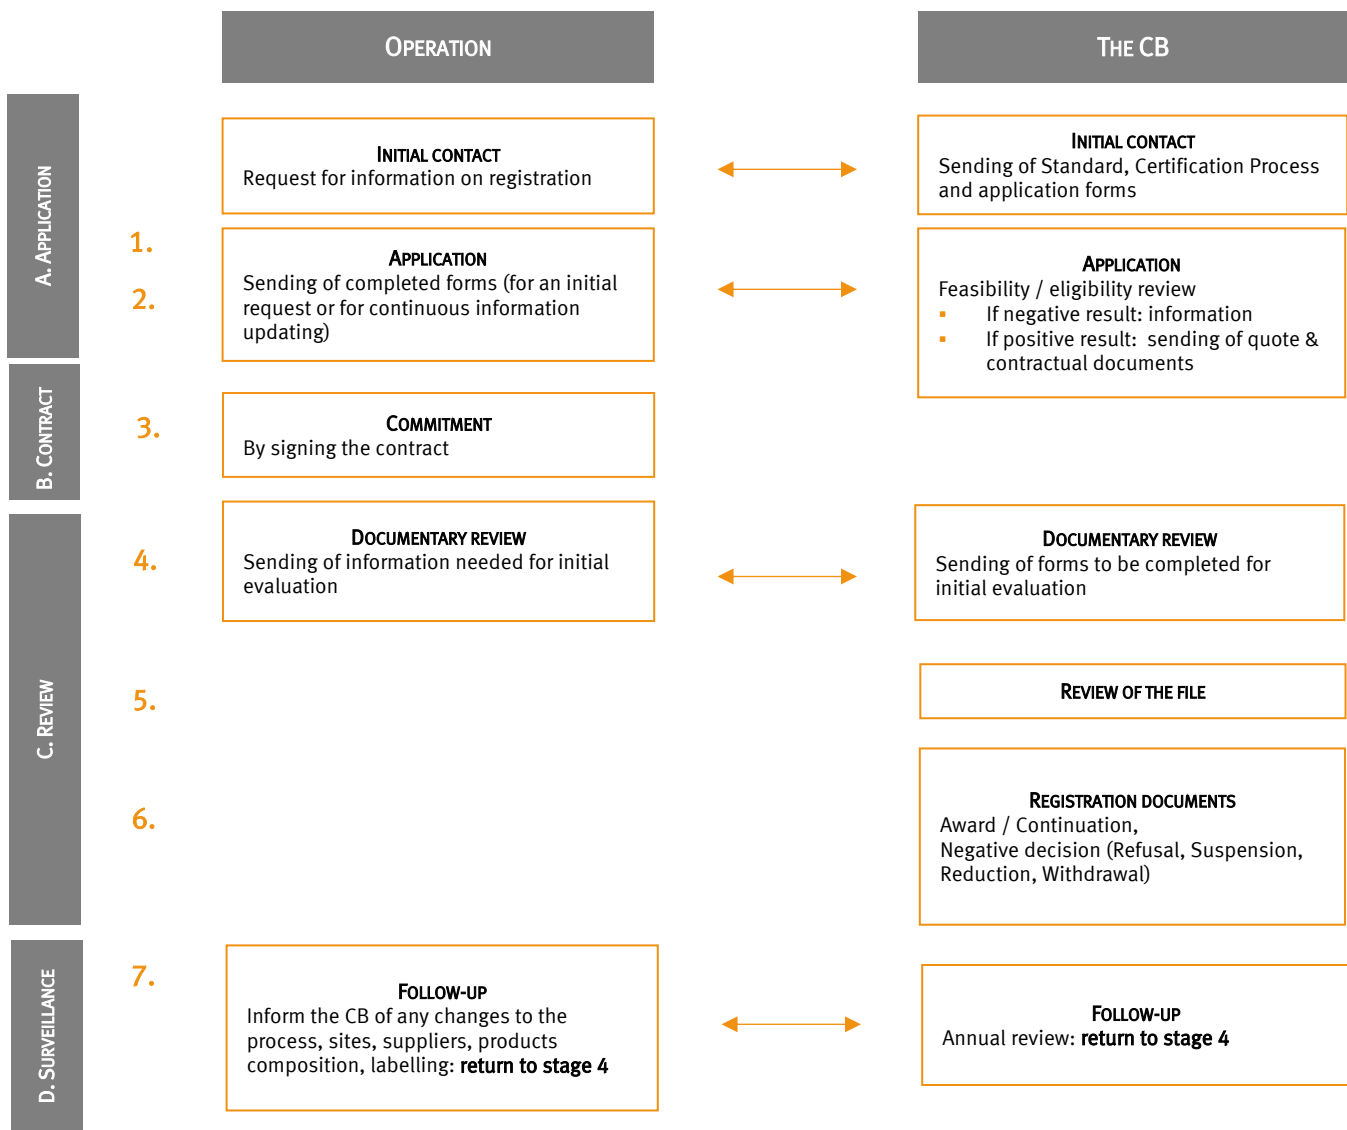 OPERATION
THE CB
A. APPLICATION
INITIAL CONTACT
Request for information on registration
INITIAL CONTACT
Sending of Standard, Certification Process
and application forms
1.
2.
APPLICATION
Sending of completed forms (for an initial
request or for continuous information
updating)
APPLICATION
Feasibility / eligibility review
▪ If negative result: information
▪ If positive result: sending of quote &
contractual documents
B. CONTRACT
3.
COMMITMENT
By signing the contract
C. REVIEW
4.
DOCUMENTARY REVIEW
Sending of information needed for initial
evaluation
DOCUMENTARY REVIEW
Sending of forms to be completed for
initial evaluation
5.
REVIEW OF THE FILE
6.
REGISTRATION DOCUMENTS
Award / Continuation,
Negative decision (Refusal, Suspension,
Reduction, Withdrawal)
D. SURVEILLANCE
7.
FOLLOW-UP
Inform the CB of any changes to the
process, sites, suppliers, products
composition, labelling: return to stage 4
FOLLOW-UP
Annual review: return to stage 4